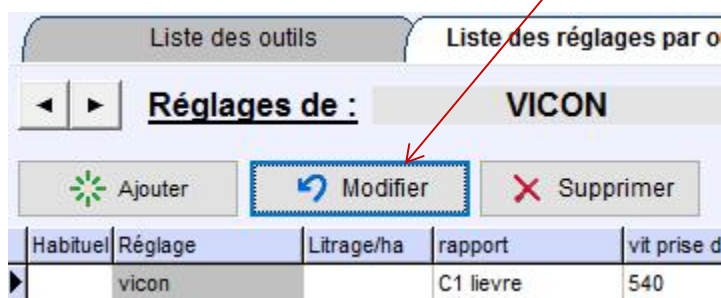 Liste des outils Liste des réglages par o
Réglages de : VICON
Ajouter Modifier Supprimer
Habituel Réglage Litrage/ha rapport vit prise d
vicon C1 lievre 540